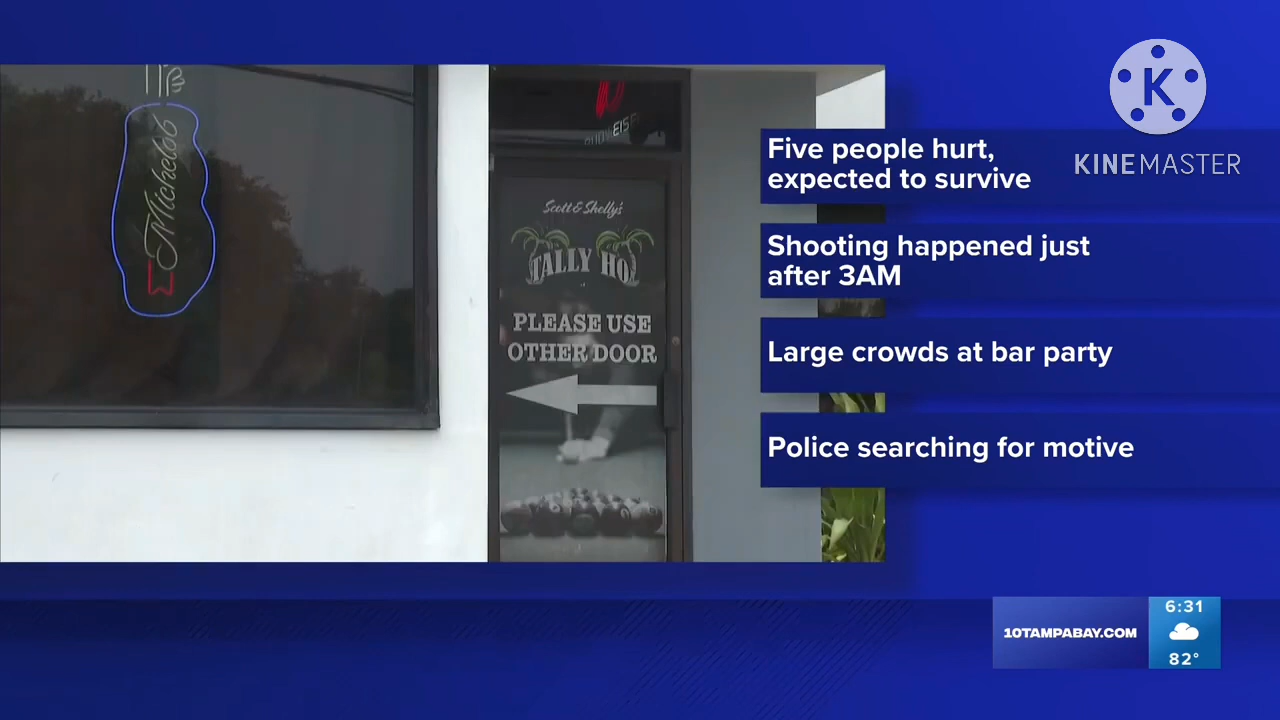 Michelob
BUDWEISE
Scott & Shelly's
TALLY HO
PLEASE USE
OTHER DOOR
Five people hurt,
expected to survive
Shooting happened just
after 3AM
Large crowds at bar party
Police searching for motive
K
KINEMASTER
10TAMPABAY.COM
6:31
82°